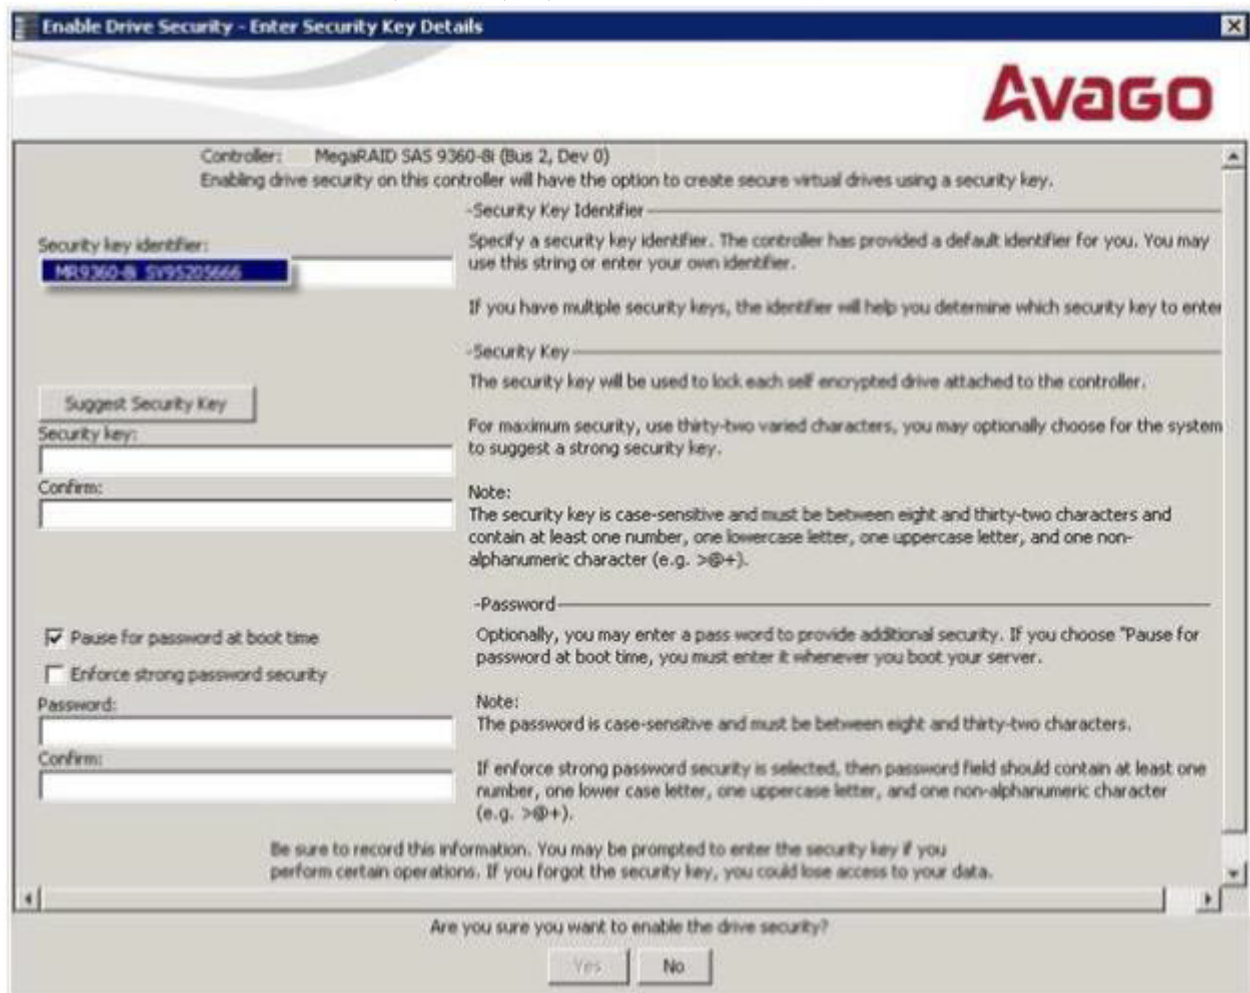 Enable Drive Security - Enter Security Key Details
AVAGO
Controller: MegaRAID SAS 9360-8i (Bus 2, Dev 0)
Enabling drive security on this controller will have the option to create secure virtual drives using a security key.
-Security Key Identifier
Security key identifier:
MR9360-8i SV95205666
Specify a security key identifier. The controller has provided a default identifier for you. You may
use this string or enter your own identifier.
If you have multiple security keys, the identifier will help you determine which security key to enter
-Security Key
The security key will be used to lock each self encrypted drive attached to the controller.
Suggest Security Key
Security key:
For maximum security, use thirty-two varied characters, you may optionally choose for the system
to suggest a strong security key.
Confirm:
Note:
The security key is case-sensitive and must be between eight and thirty-two characters and
contain at least one number, one lowercase letter, one uppercase letter, and one non-
alphanumeric character (e.g. >@+).
-Password
Pause for password at boot time
Optionally, you may enter a pass word to provide additional security. If you choose "Pause for
password at boot time, you must enter it whenever you boot your server.
Enforce strong password security
Password:
Note:
The password is case-sensitive and must be between eight and thirty-two characters.
Confirm:
If enforce strong password security is selected, then password field should contain at least one
number, one lower case letter, one uppercase letter, and one non-alphanumeric character
(e.g. >@+).
Be sure to record this information. You may be prompted to enter the security key if you
perform certain operations. If you forgot the security key, you could lose access to your data.
Are you sure you want to enable the drive security?
Yes No